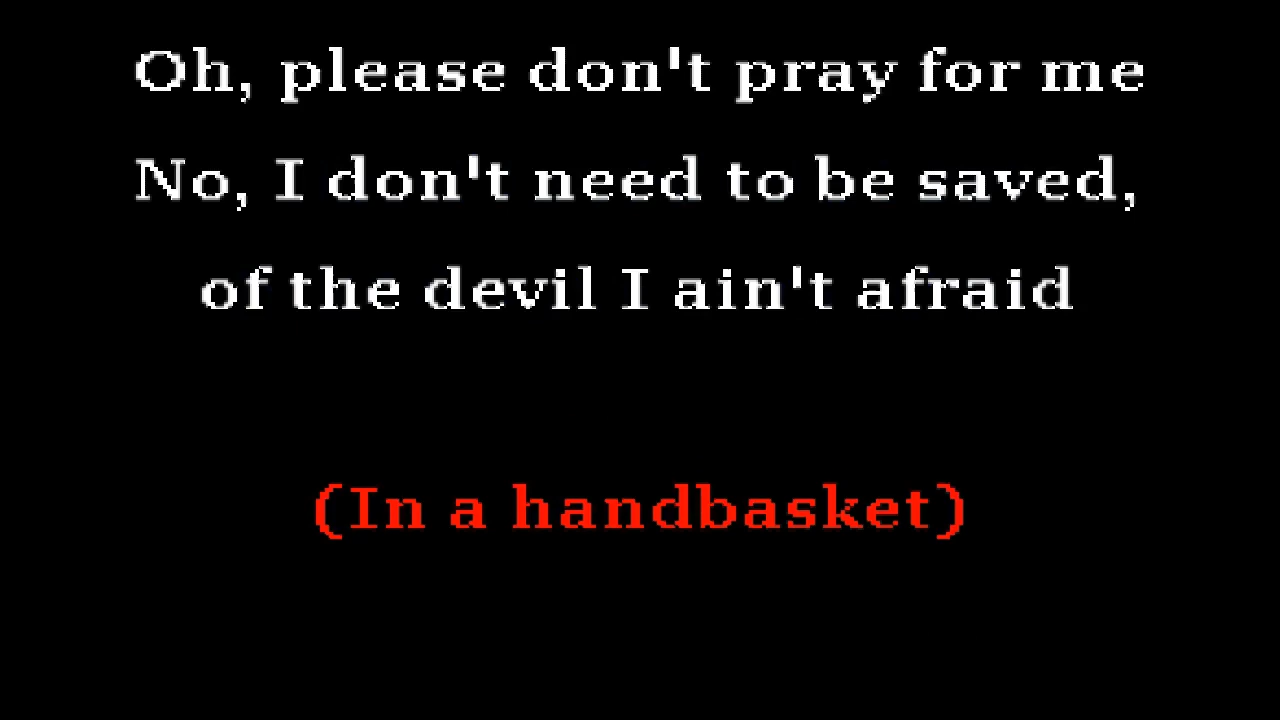 Oh, please don't pray for me
No, I don't need to be saved,
of the devil I ain't afraid
(In a handbasket)